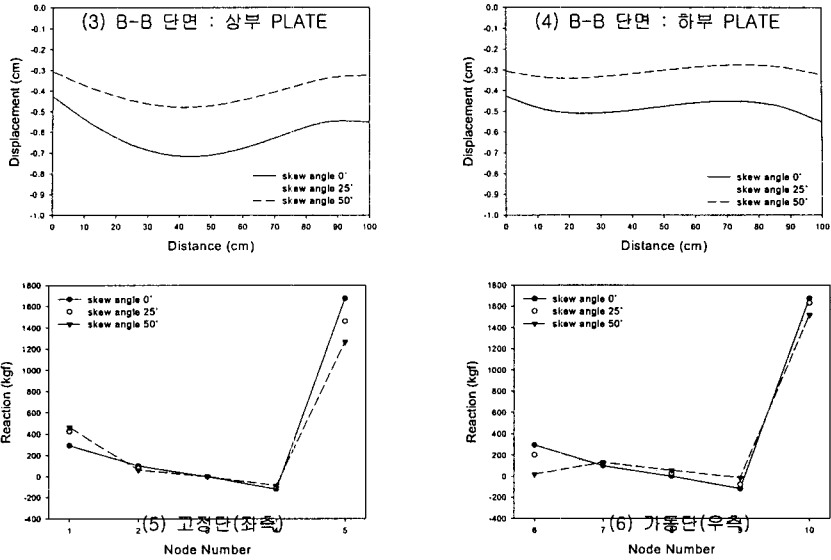 (3) B-B 단면 : 상부 PLATE
0.0
-0.1
-0.2
-0.3
-0.4
-0.5
-0.6
-0.7
-0.8
-0.9
-1.0
Displacement (cm)
skew angle 0°
skew angle 25°
skew angle 50°
0 10 20 30 40 50 60 70 80 90 100
Distance (cm)
(4) B-B 단면 : 하부 PLATE
0.0
-0.1
-0.2
-0.3
-0.4
-0.5
-0.6
-0.7
-0.8
-0.9
-1.0
Displacement (cm)
skew angle 0°
skew angle 25°
skew angle 50°
0 10 20 30 40 50 60 70 80 90 100
Distance (cm)
1800
1600
1400
1200
1000
800
600
400
200
0
-200
-400
Reaction (kgf)
skew angle 0°
skew angle 25°
skew angle 50°
(5) 고정단(좌측)
1 2 3 4 5
Node Number
1800
1600
1400
1200
1000
800
600
400
200
0
-200
-400
Reaction (kgf)
skew angle 0°
skew angle 25°
skew angle 50°
(6) 가동단(우측)
6 7 8 9 10
Node Number